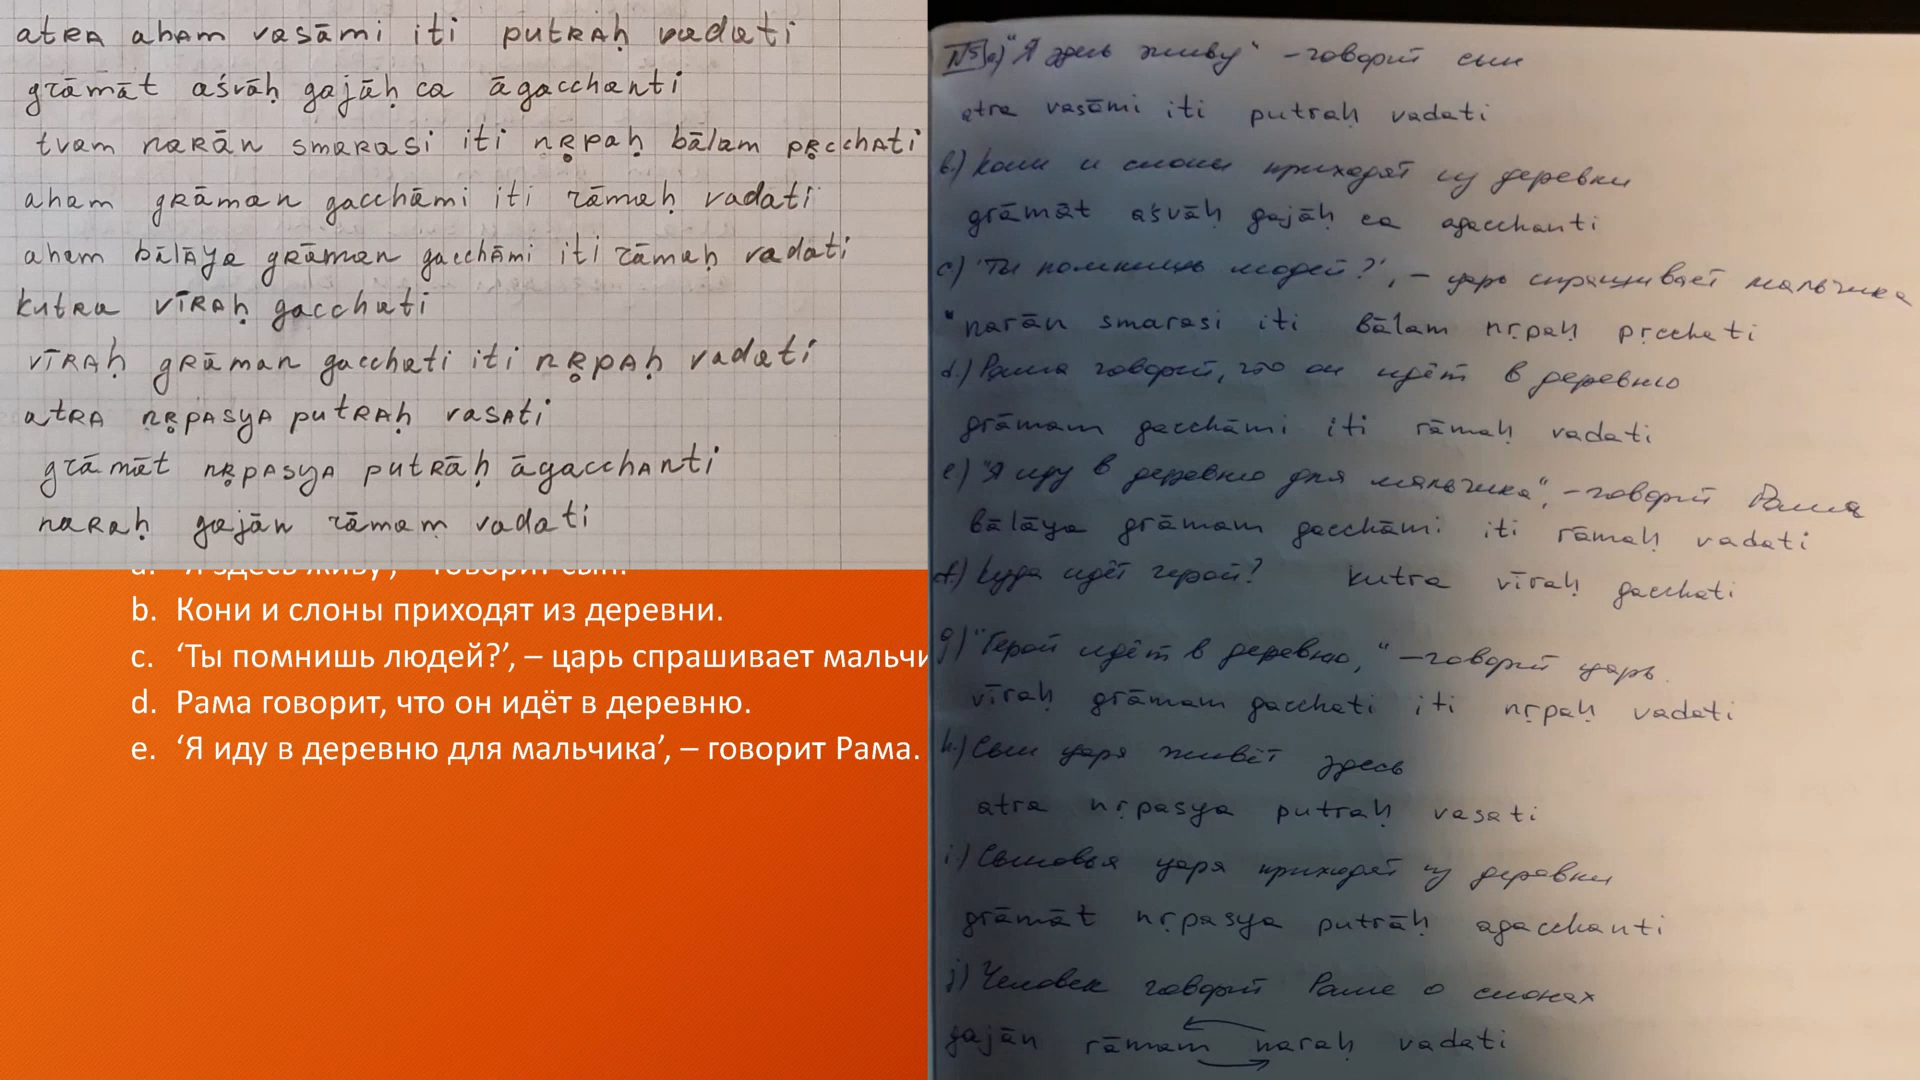 atra aham vasāmi iti putraḥ vadati
grāmāt aśvāḥ gajāḥ ca āgacchanti
tvam narān smarasi iti nṛpaḥ bālam pṛcchati
aham grāman gacchāmi iti rāmaḥ vadati
aham bālāya grāman gacchāmi iti rāmaḥ vadati
kutra vīraḥ gacchati
vīraḥ grāman gacchati iti nṛpaḥ vadati
atra nṛpasya putraḥ vasati
grāmāt nṛpasya putrāḥ āgacchanti
naraḥ gajān rāmam vadati
a. 'Я здесь живу', – говорит сын.
b. Кони и слоны приходят из деревни.
c. ‘Ты помнишь людей?’, – царь спрашивает мальчи
d. Рама говорит, что он идёт в деревню.
e. ‘Я иду в деревню для мальчика’, – говорит Рама.
№5 a) "Я здесь живу" – говорит сын
atra vasāmi iti putraḥ vadati
b.) Кони и слоны приходят из деревни
grāmāt aśvāḥ gajāḥ ca agacchanti
c) 'Ты помнишь людей?', – царь спрашивает мальчика
"narān smarasi iti bālam nṛpaḥ pṛcchati
d.) Рама говорит, что он идёт в деревню
grāmam gacchāmi iti rāmaḥ vadati
e) "Я иду в деревню для мальчика", – говорит Рама
bālāya grāmam gacchāmi iti rāmaḥ vadati
f.) Куда идёт герой? kutra vīraḥ gacchati
g) "Герой идёт в деревню," – говорит царь.
vīraḥ grāmam gacchati iti nṛpaḥ vadati
h.) Сын царя живёт здесь
atra nṛpasya putraḥ vasati
i.) Сыновья царя приходят из деревни
grāmāt nṛpasya putrāḥ agacchanti
j) Человек говорит Раме о слонах
gajān rāmam naraḥ vadati